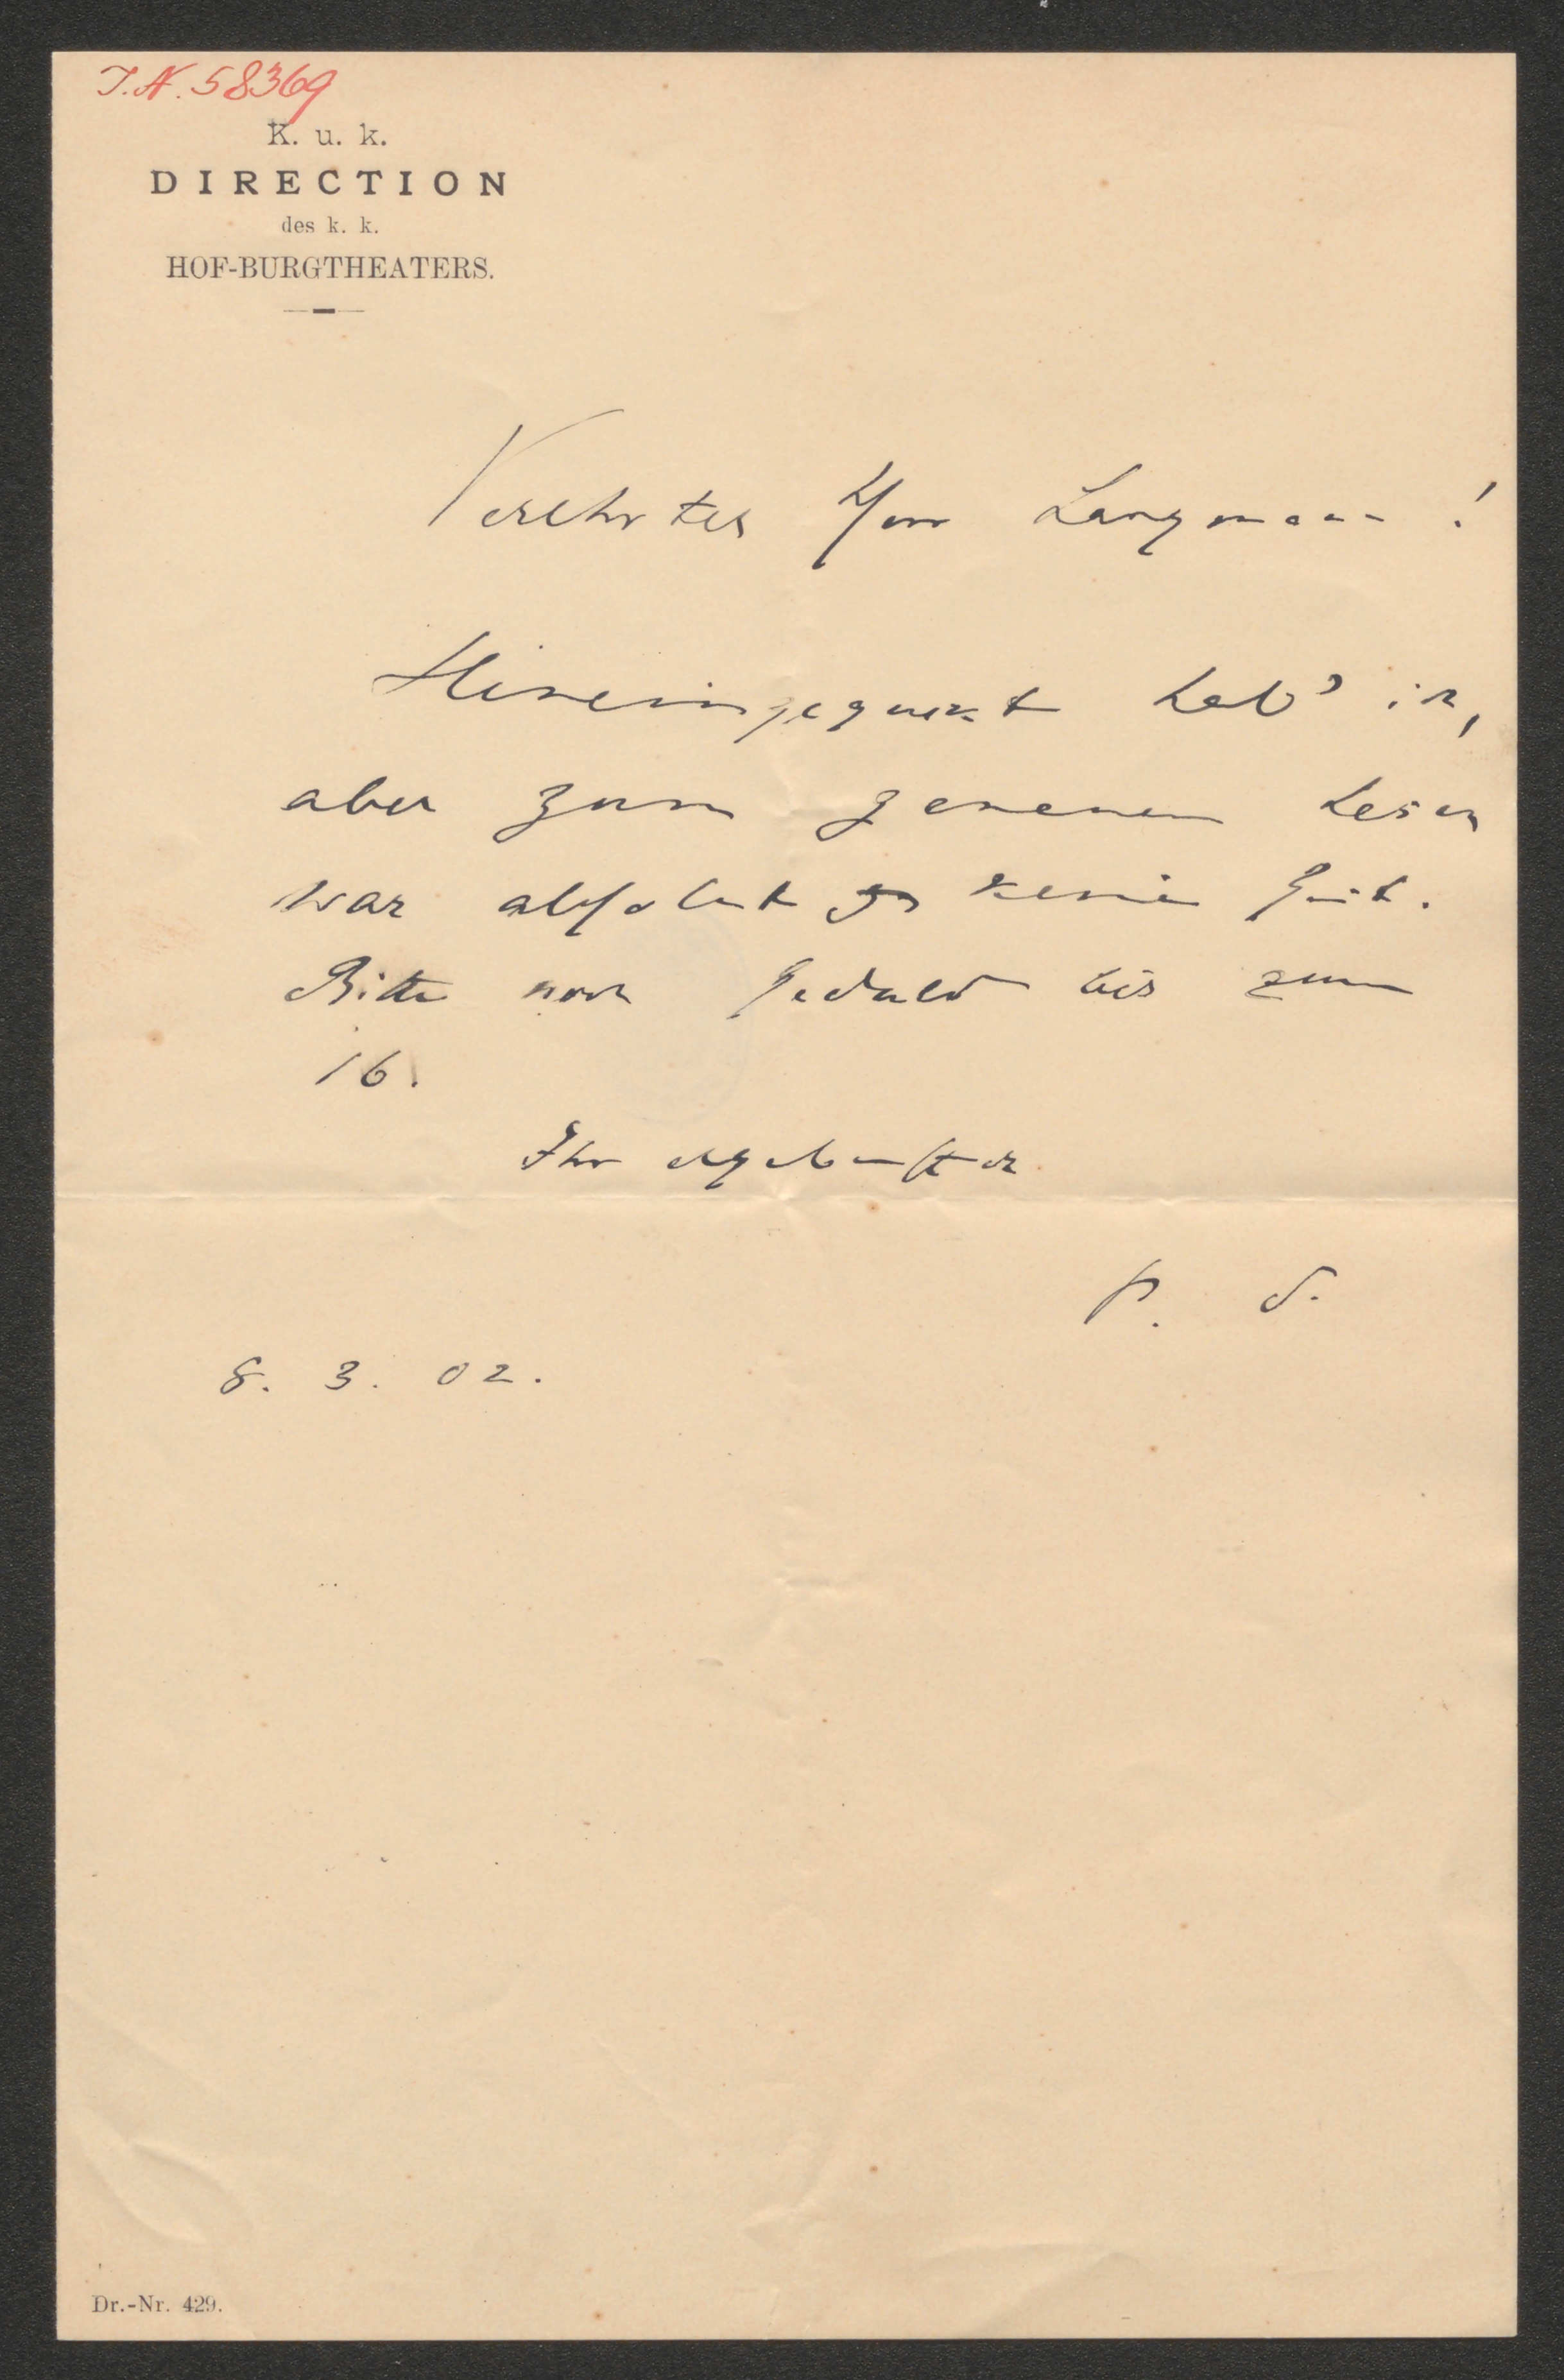 I.N. 58369
K. u. k.
DIRECTION
des k. k.
HOF-BURGTHEATERS.
Verehrter Herr Langmann!
Hineingeguckt hab' ich,
aber zum genauen Lesen
war absolut keine Zeit.
Bitte noch Geduld bis zum
16.
Ihr ergebenster
P. S.
8. 3. 02.
Dr.-Nr. 429.